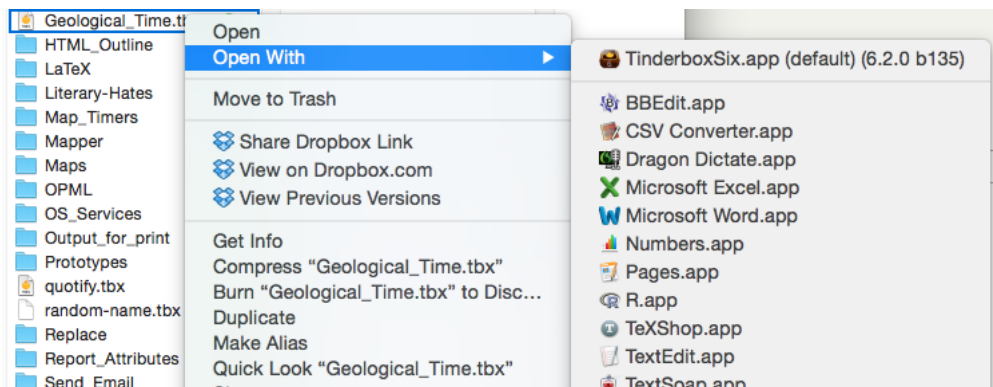 Geological_Time.t
HTML_Outline
LaTeX
Literary-Hates
Map_Timers
Mapper
Maps
OPML
OS_Services
Output_for_print
Prototypes
quotify.tbx
random-name.tbx
Replace
Report_Attributes
Send_Email
Open
Open With
Move to Trash
Share Dropbox Link
View on Dropbox.com
View Previous Versions
Get Info
Compress “Geological_Time.tbx”
Burn “Geological_Time.tbx” to Disc…
Duplicate
Make Alias
Quick Look “Geological_Time.tbx”
TinderboxSix.app (default) (6.2.0 b135)
BBEdit.app
CSV Converter.app
Dragon Dictate.app
Microsoft Excel.app
Microsoft Word.app
Numbers.app
Pages.app
R.app
TeXShop.app
TextEdit.app
TextSoap.app